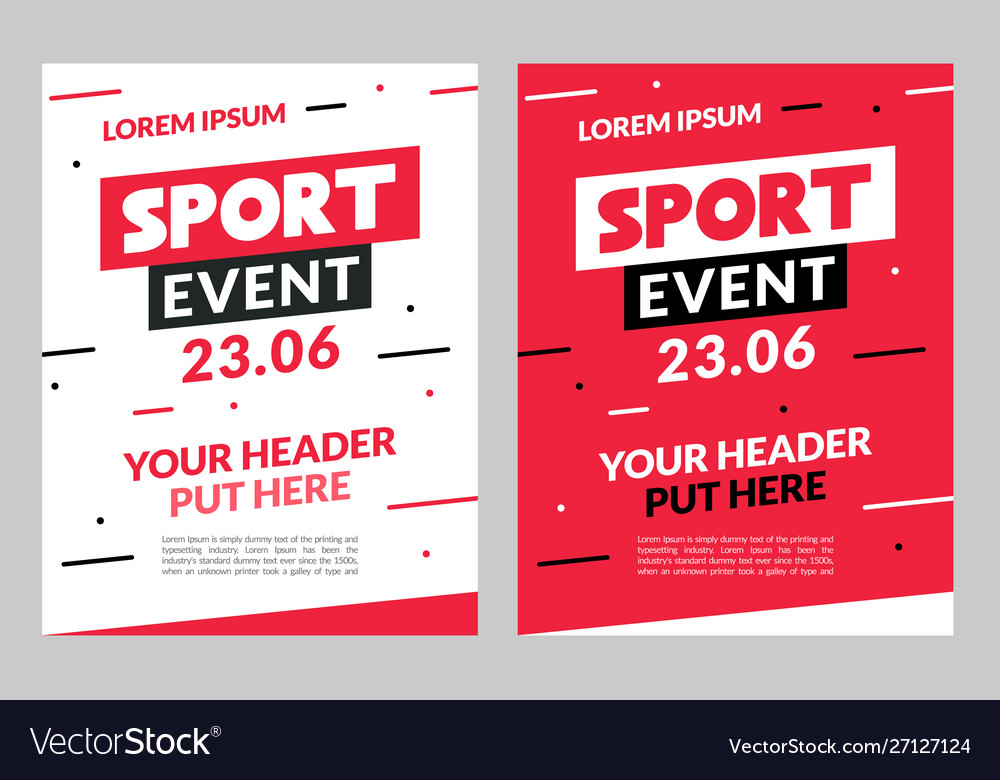 LOREM IPSUM
SPORT
EVENT
23.06
YOUR HEADER
PUT HERE
Lorem Ipsum is simply dummy text of the printing and
typesetting industry. Lorem Ipsum has been the
industry's standard dummy text ever since the 1500s,
when an unknown printer took a galley of type and
LOREM IPSUM
SPORT
EVENT
23.06
YOUR HEADER
PUT HERE
Lorem Ipsum is simply dummy text of the printing and
typesetting industry. Lorem Ipsum has been the
industry's standard dummy text ever since the 1500s,
when an unknown printer took a galley of type and
VectorStock®
VectorStock.com/27127124